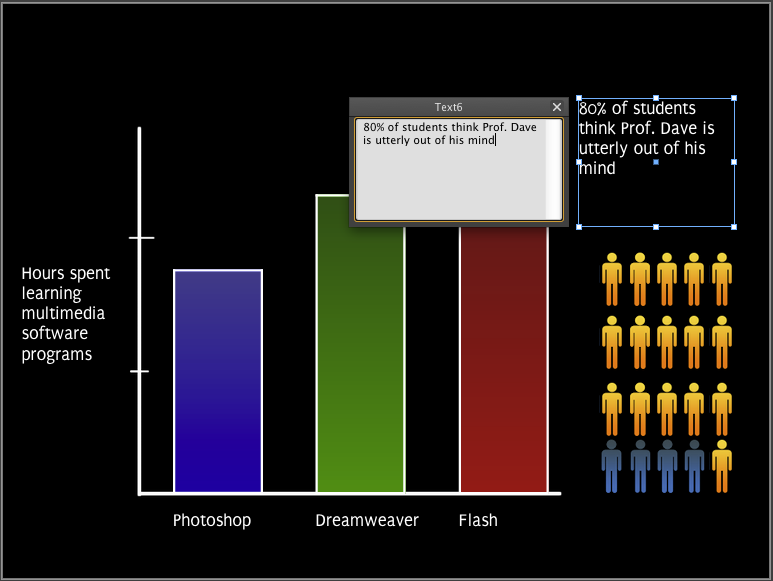 Text6
80% of students think Prof. Dave
is utterly out of his mind
80% of students
think Prof. Dave is
utterly out of his
mind
Hours spent
learning
multimedia
software
programs
Photoshop
Dreamweaver
Flash